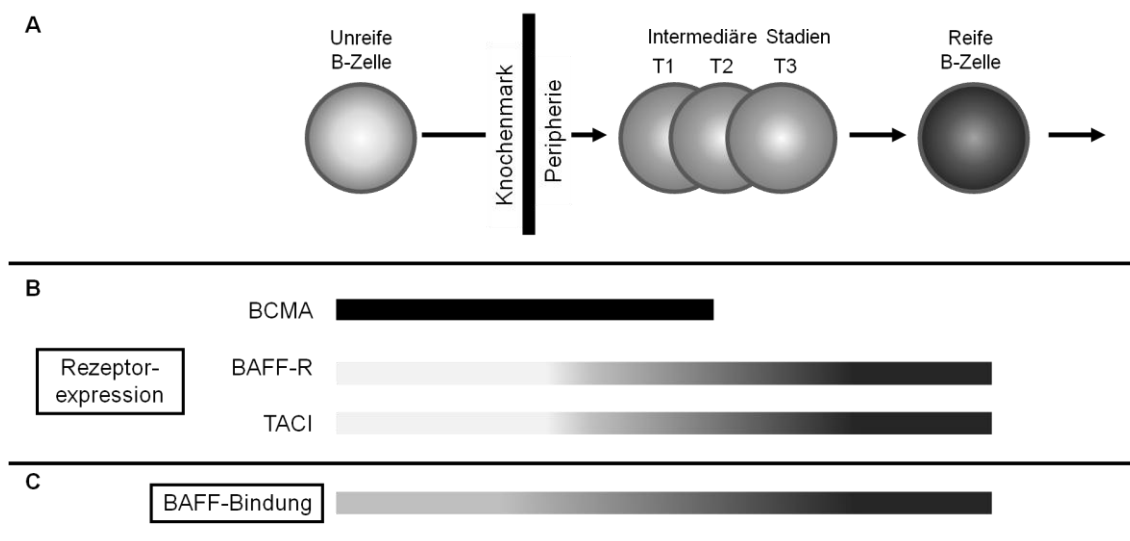 A
Unreife
B-Zelle
Knochenmark
Peripherie
Intermediäre Stadien
T1 T2 T3
Reife
B-Zelle
B
Rezeptor-
expression
BCMA
BAFF-R
TACI
C
BAFF-Bindung